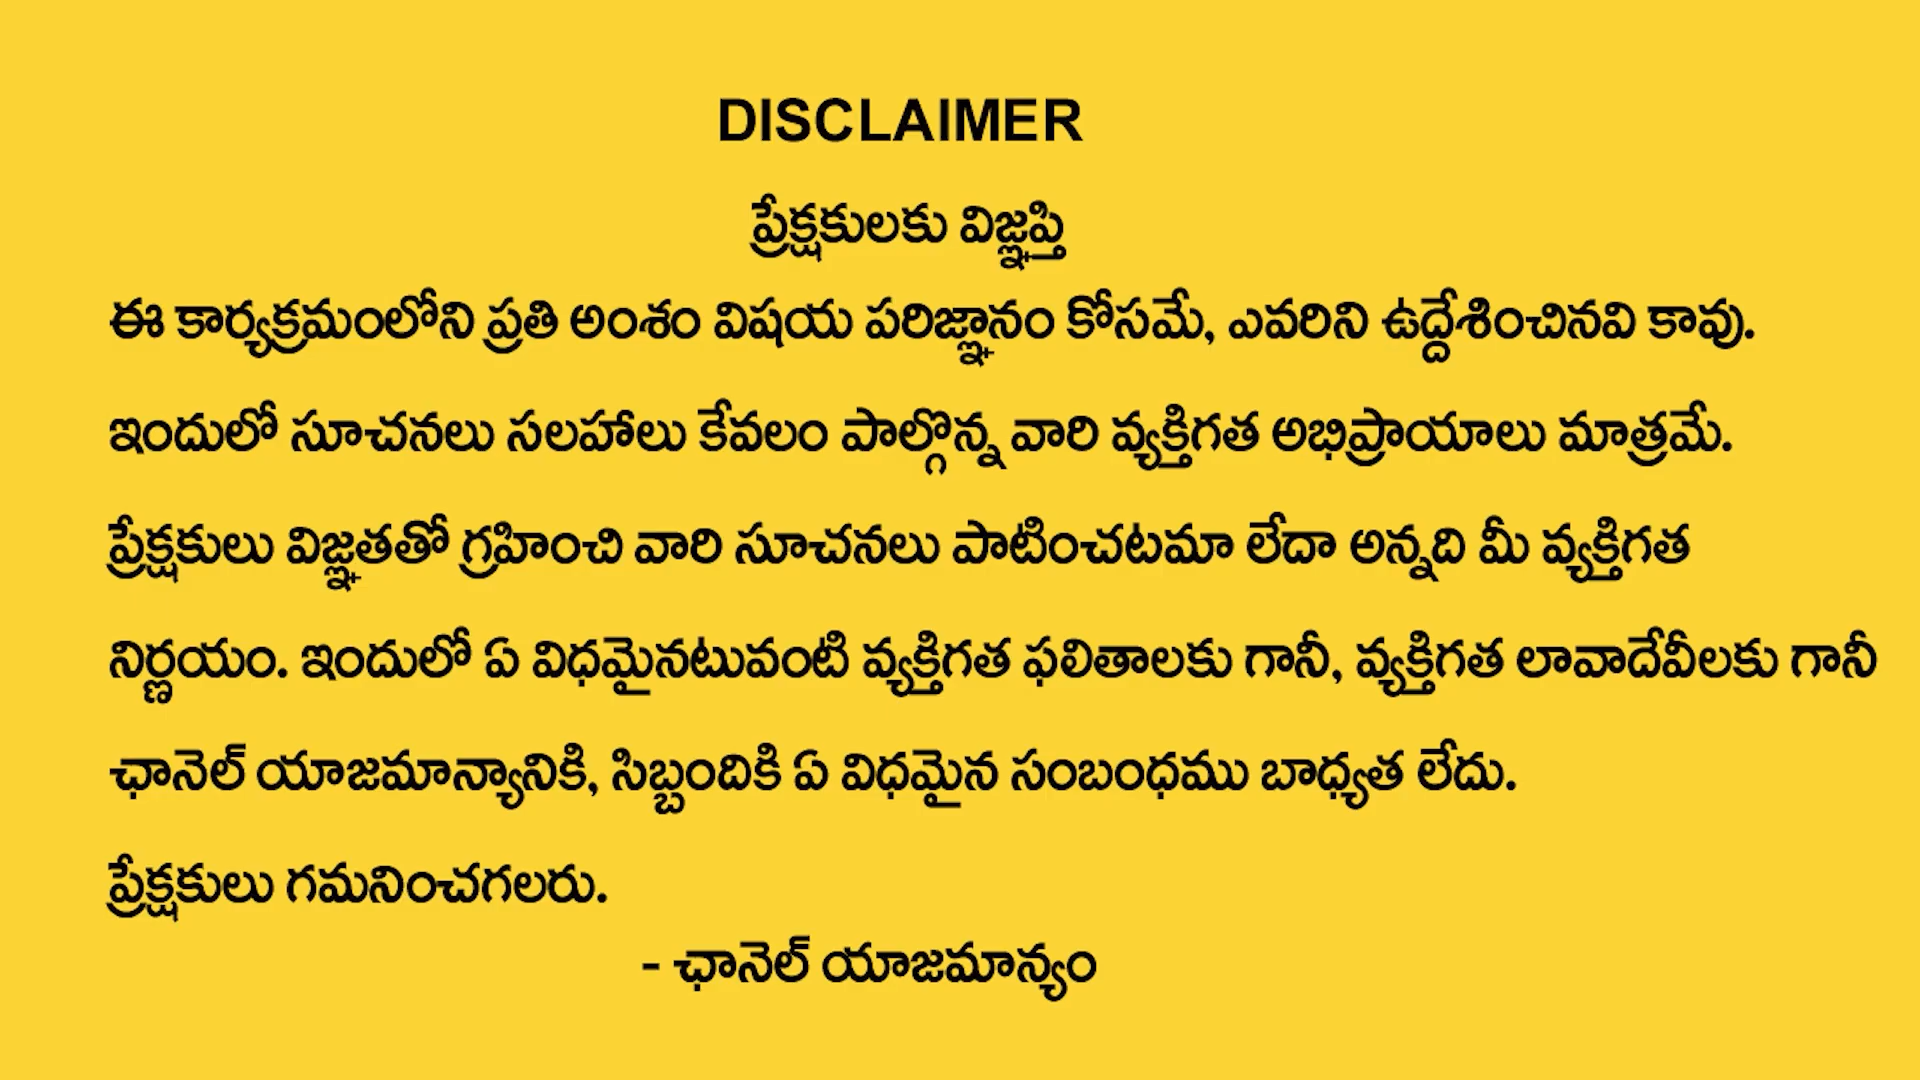 DISCLAIMER
ప్రేక్షకులకు విజ్ఞప్తి
ఈ కార్యక్రమంలోని ప్రతి అంశం విషయ పరిజ్ఞానం కోసమే, ఎవరిని ఉద్దేశించినవి కావు.
ఇందులో సూచనలు సలహాలు కేవలం పాల్గొన్న వారి వ్యక్తిగత అభిప్రాయాలు మాత్రమే.
ప్రేక్షకులు విజ్ఞతతో గ్రహించి వారి సూచనలు పాటించటమా లేదా అన్నది మీ వ్యక్తిగత
నిర్ణయం. ఇందులో ఏ విధమైనటువంటి వ్యక్తిగత ఫలితాలకు గానీ, వ్యక్తిగత లావాదేవీలకు గానీ
ఛానెల్ యాజమాన్యానికి, సిబ్బందికి ఏ విధమైన సంబంధము బాధ్యత లేదు.
ప్రేక్షకులు గమనించగలరు.
- ఛానెల్ యాజమాన్యం